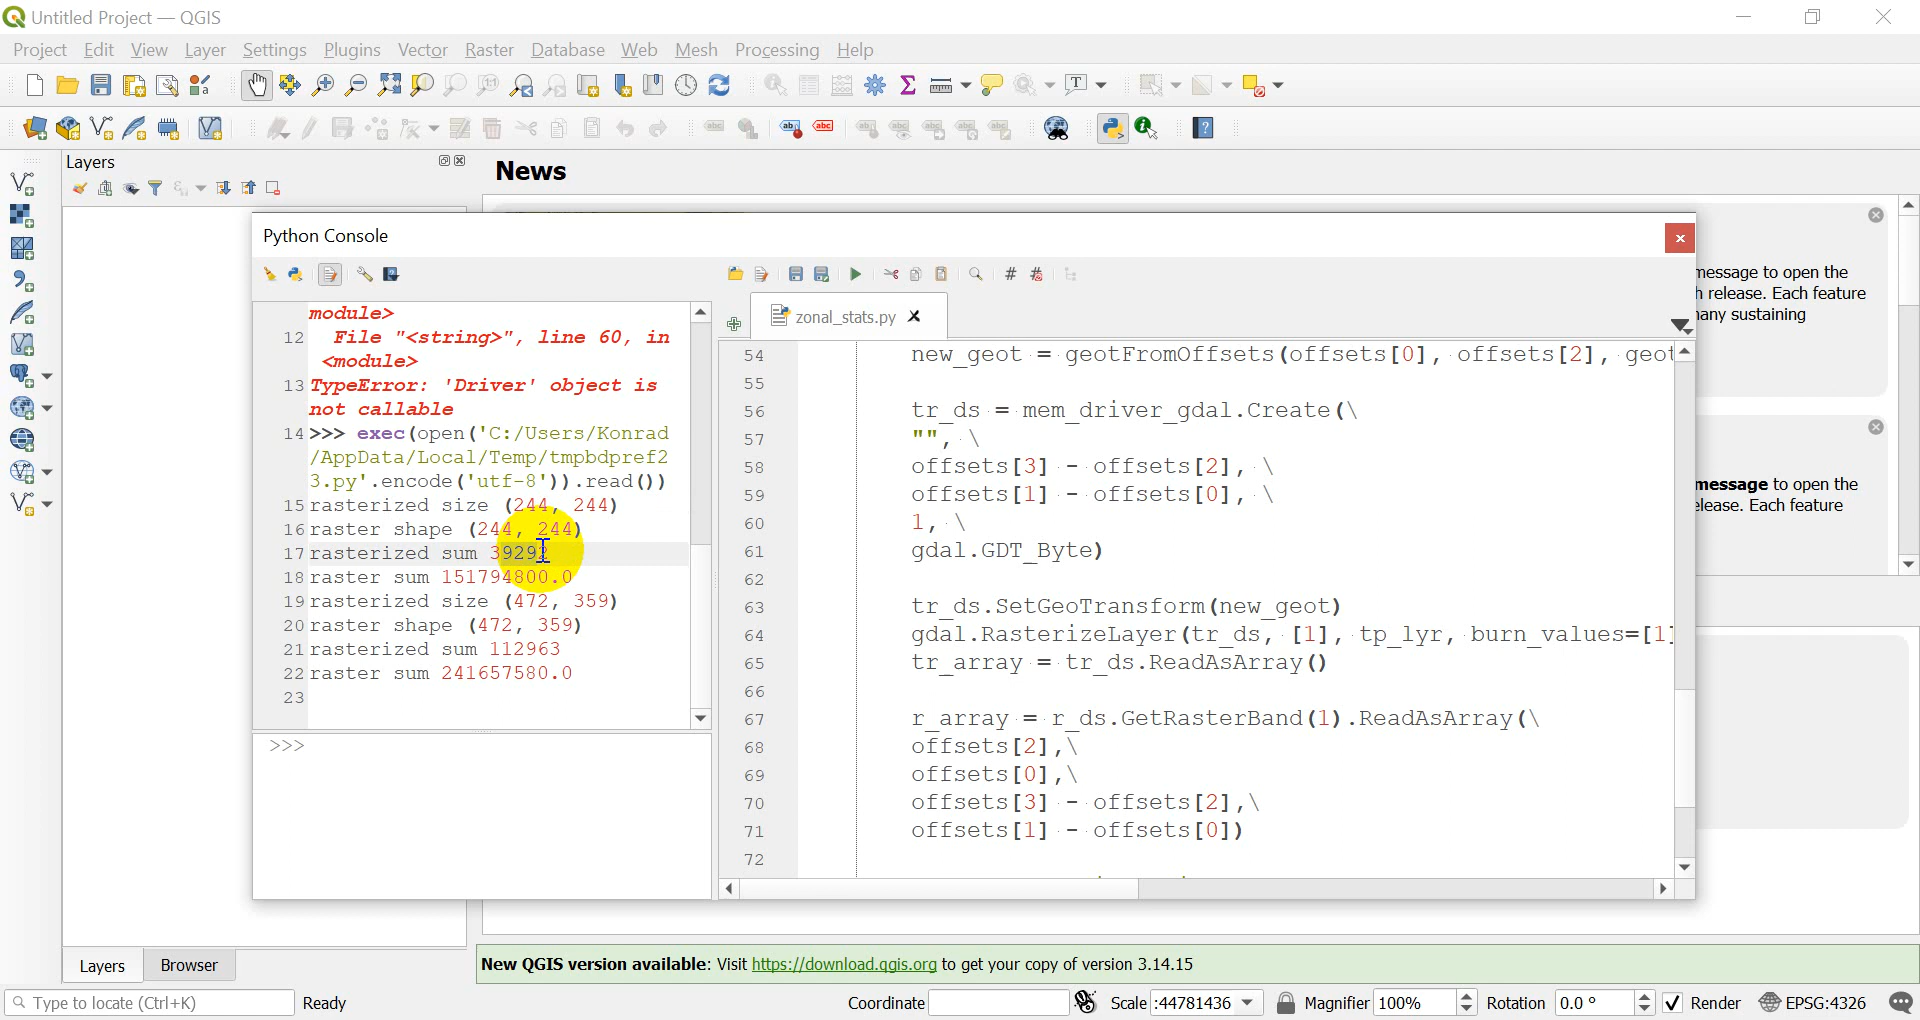 Untitled Project — QGIS
Project Edit View Layer Settings Plugins Vector Raster Database Web Mesh Processing Help
Layers
News
Python Console
module>
12 File "<string>", line 60, in
<module>
13 TypeError: 'Driver' object is
not callable
14 >>> exec(open('C:/Users/Konrad
/AppData/Local/Temp/tmpbdpref2
3.py'.encode('utf-8')).read())
15 rasterized size (244, 244)
16 raster shape (244, 244)
17 rasterized sum 39292
18 raster sum 151794800.0
19 rasterized size (472, 359)
20 raster shape (472, 359)
21 rasterized sum 112963
22 raster sum 241657580.0
23
>>>
zonal_stats.py
54 new_geot = geotFromOffsets(offsets[0], offsets[2], geot
55
56 tr_ds = mem_driver_gdal.Create(\
57 "", \
58 offsets[3] - offsets[2], \
59 offsets[1] - offsets[0], \
60 1, \
61 gdal.GDT_Byte)
62
63 tr_ds.SetGeoTransform(new_geot)
64 gdal.RasterizeLayer(tr_ds, [1], tp_lyr, burn_values=[1]
65 tr_array = tr_ds.ReadAsArray()
66
67 r_array = r_ds.GetRasterBand(1).ReadAsArray(\
68 offsets[2],\
69 offsets[0],\
70 offsets[3] - offsets[2],\
71 offsets[1] - offsets[0])
72
message to open the
release. Each feature
any sustaining
message to open the
lease. Each feature
Layers Browser
New QGIS version available: Visit https://download.qgis.org to get your copy of version 3.14.15
Type to locate (Ctrl+K) Ready Coordinate Scale :44781436 Magnifier 100% Rotation 0.0 ° Render EPSG:4326